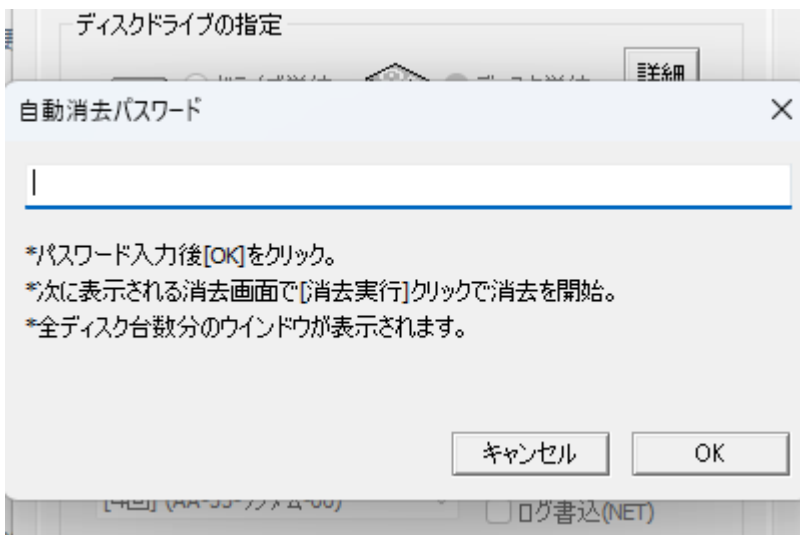 ディスクドライブの指定
詳細
自動消去パスワード
*パスワード入力後[OK]をクリック。
*次に表示される消去画面で[消去実行]クリックで消去を開始。
*全ディスク台数分のウインドウが表示されます。
キャンセル
OK
ログ書込(NET)